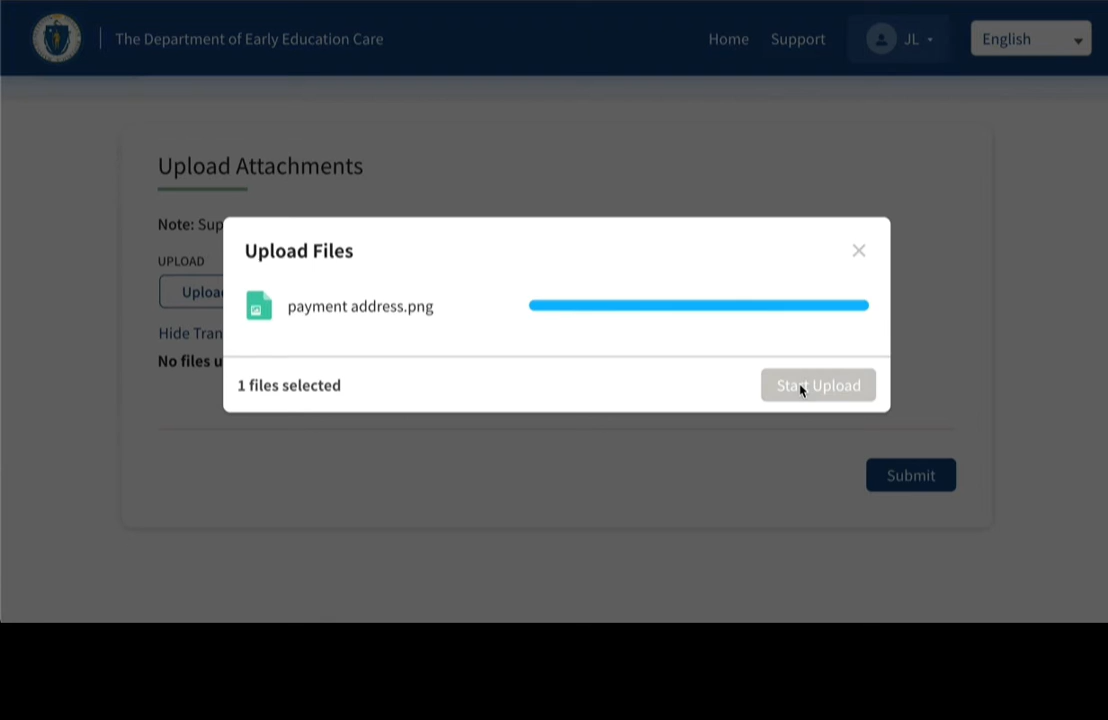 The Department of Early Education Care
Home
Support
JL
English
Upload Attachments
Note: Sup
UPLOAD
Uploa
Hide Tran
No files u
Upload Files
payment address.png
1 files selected
Start Upload
Submit